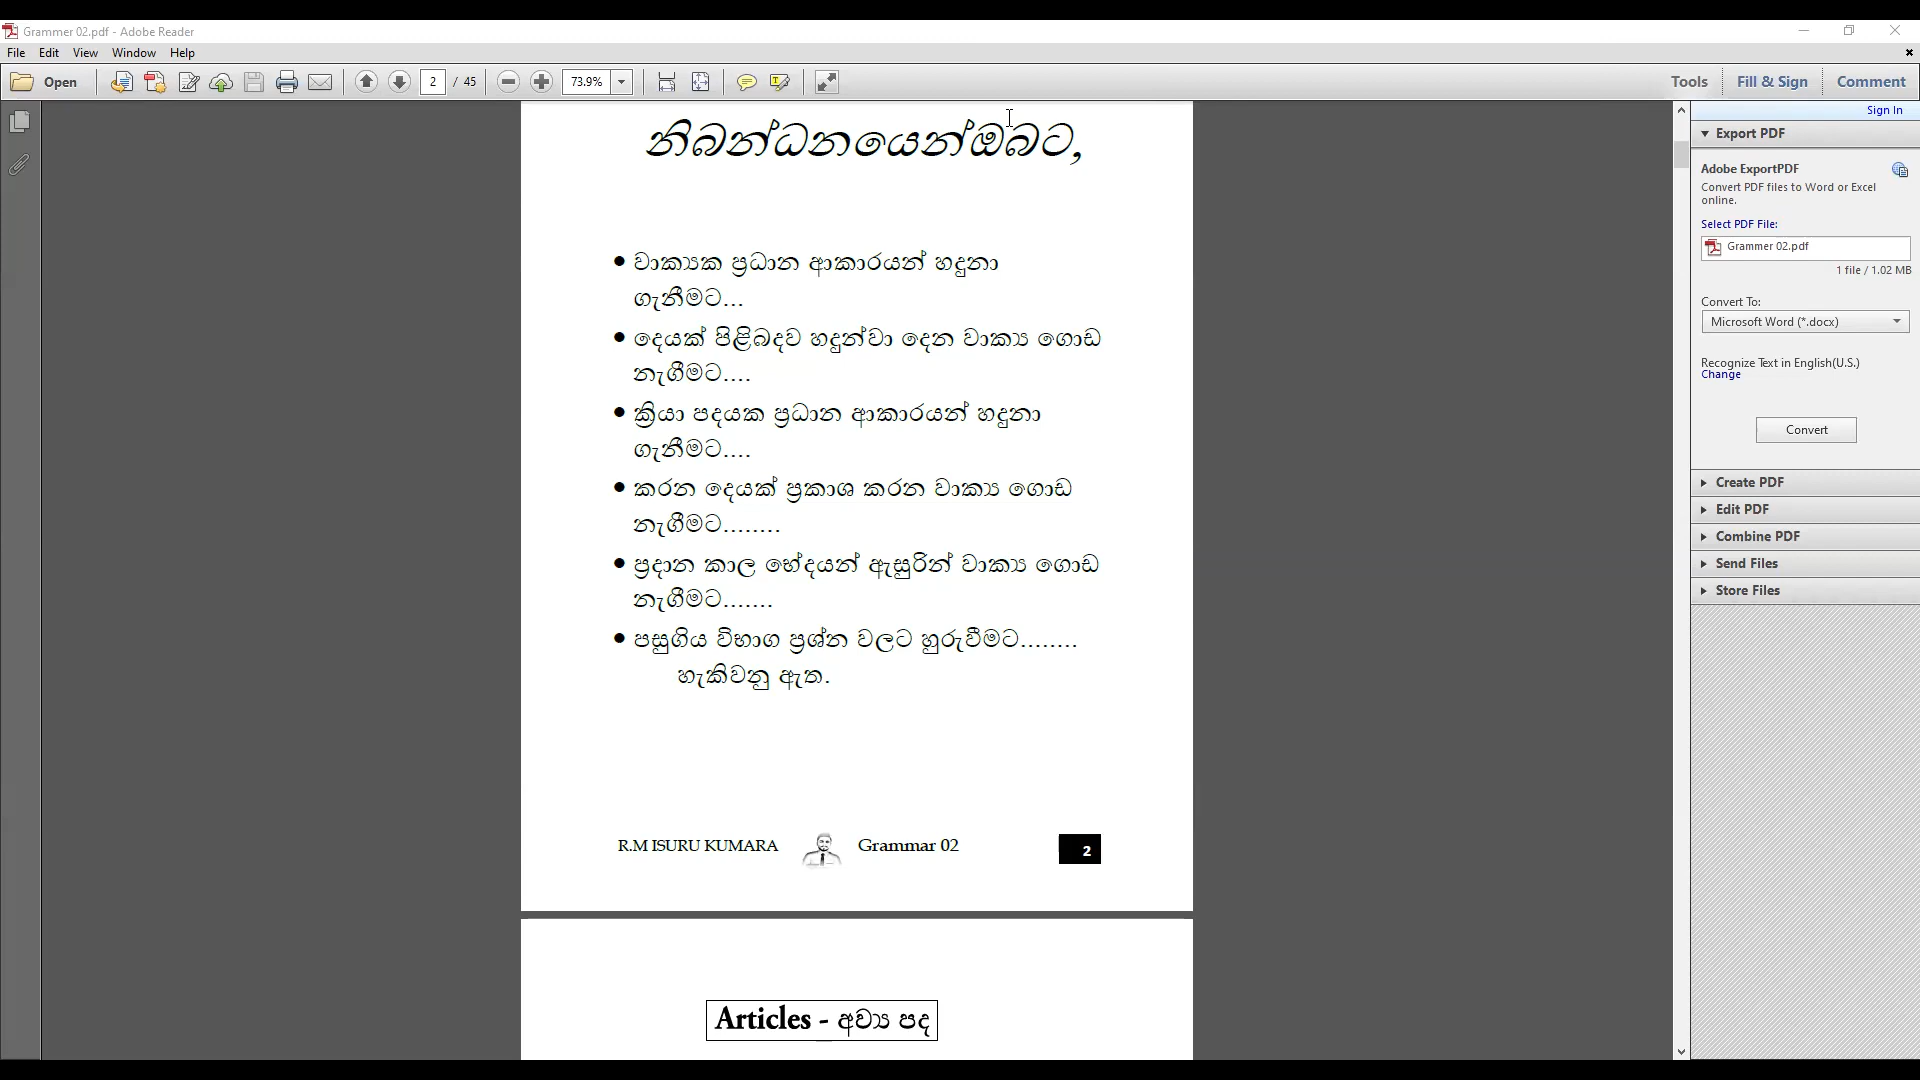 Grammer 02.pdf - Adobe Reader
File Edit View Window Help
Open 2 / 45 73.9% Tools Fill & Sign Comment
Sign In
Export PDF
Adobe ExportPDF
Convert PDF files to Word or Excel
online.
Select PDF File:
Grammer 02.pdf
1 file / 1.02 MB
Convert To:
Microsoft Word (*.docx)
Recognize Text in English(U.S.)
Change
Convert
Create PDF
Edit PDF
Combine PDF
Send Files
Store Files
නිබන්ධනයෙන්ඔබට,
• වාක්‍යක ප්‍රධාන ආකාරයන් හදුනා
ගැනීමට...
• දෙයක් පිළිබදව හදුන්වා දෙන වාක්‍ය ගොඩ
නැගීමට....
• ක්‍රියා පදයක ප්‍රධාන ආකාරයන් හදුනා
ගැනීමට....
• කරන දෙයක් ප්‍රකාශ කරන වාක්‍ය ගොඩ
නැගීමට........
• ප්‍රදාන කාල භේදයන් ඇසුරින් වාක්‍ය ගොඩ
නැගීමට.......
• පසුගිය විභාග ප්‍රශ්න වලට හුරුවීමට........
හැකිවනු ඇත.
R.M ISURU KUMARA Grammar 02 2
Articles - අව්‍ය පද